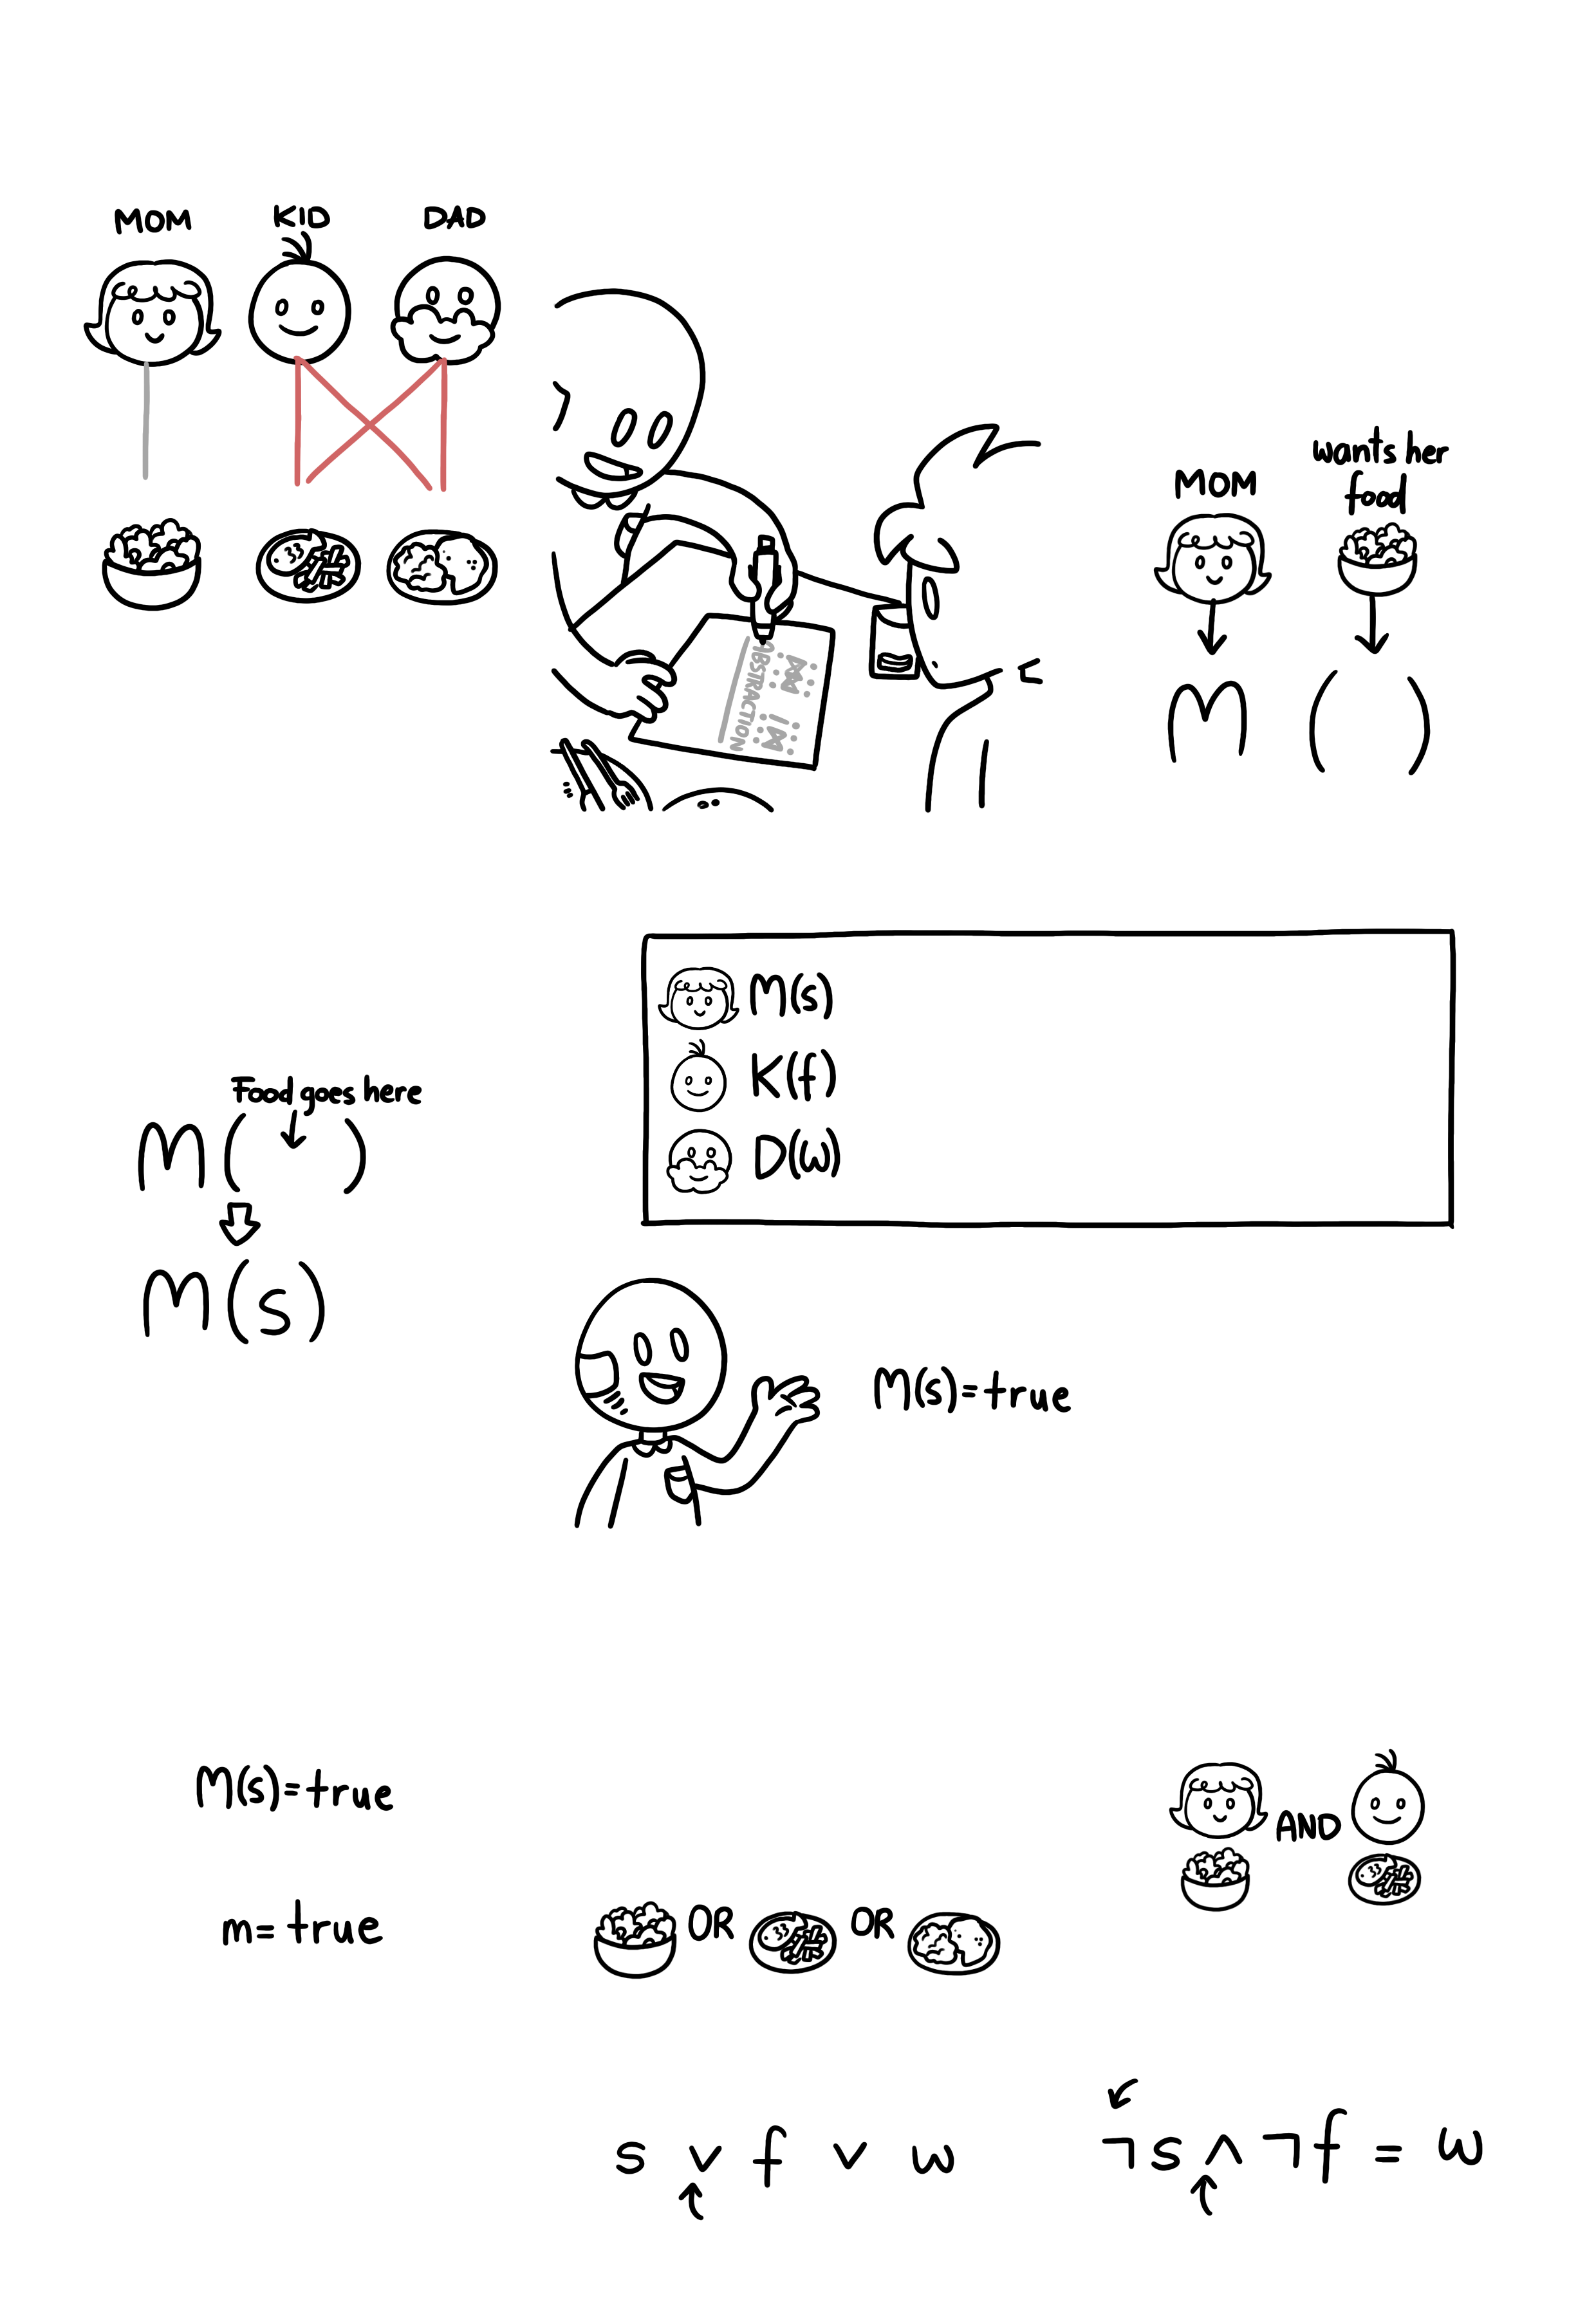 MOM KID DAD
ABSTRACTION
MOM
wants her
food
M ( )
M(s)
K(f)
D(w)
Food goes here
M( )
M(s)
M(s)=true
M(s)=true
AND
m=true
OR OR
s ∨ f ∨ w
¬s∧¬f = w